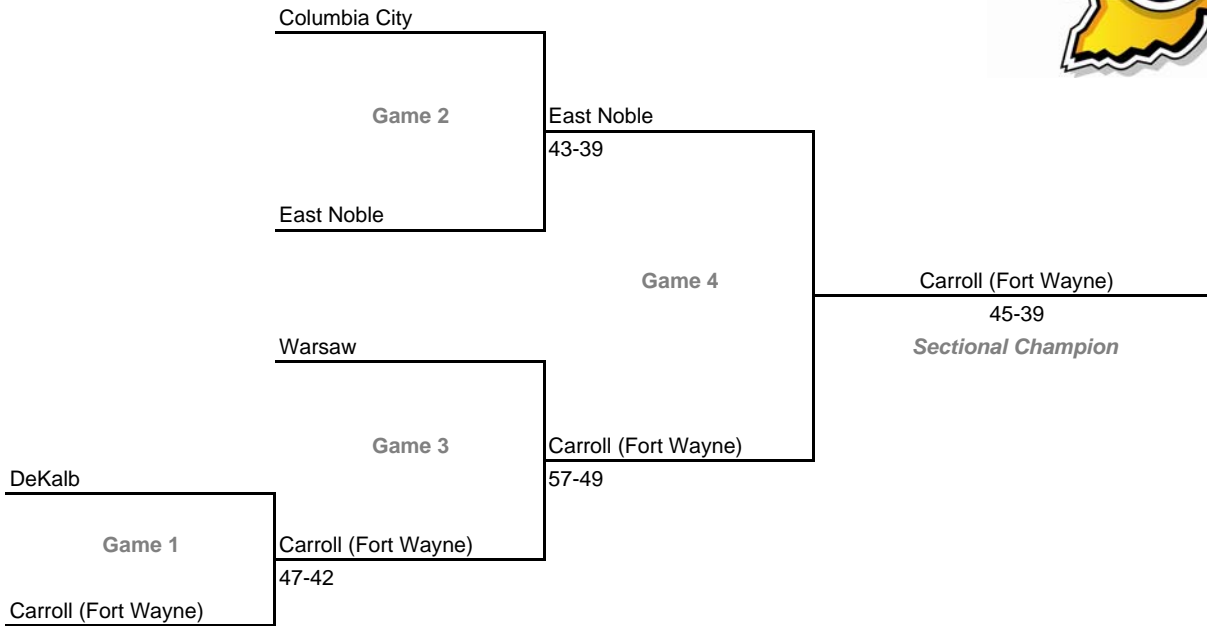 Columbia City
Game 2
East Noble
43-39
East Noble
Game 4
Carroll (Fort Wayne)
45-39
Sectional Champion
Warsaw
Game 3
Carroll (Fort Wayne)
57-49
DeKalb
Game 1
Carroll (Fort Wayne)
47-42
Carroll (Fort Wayne)